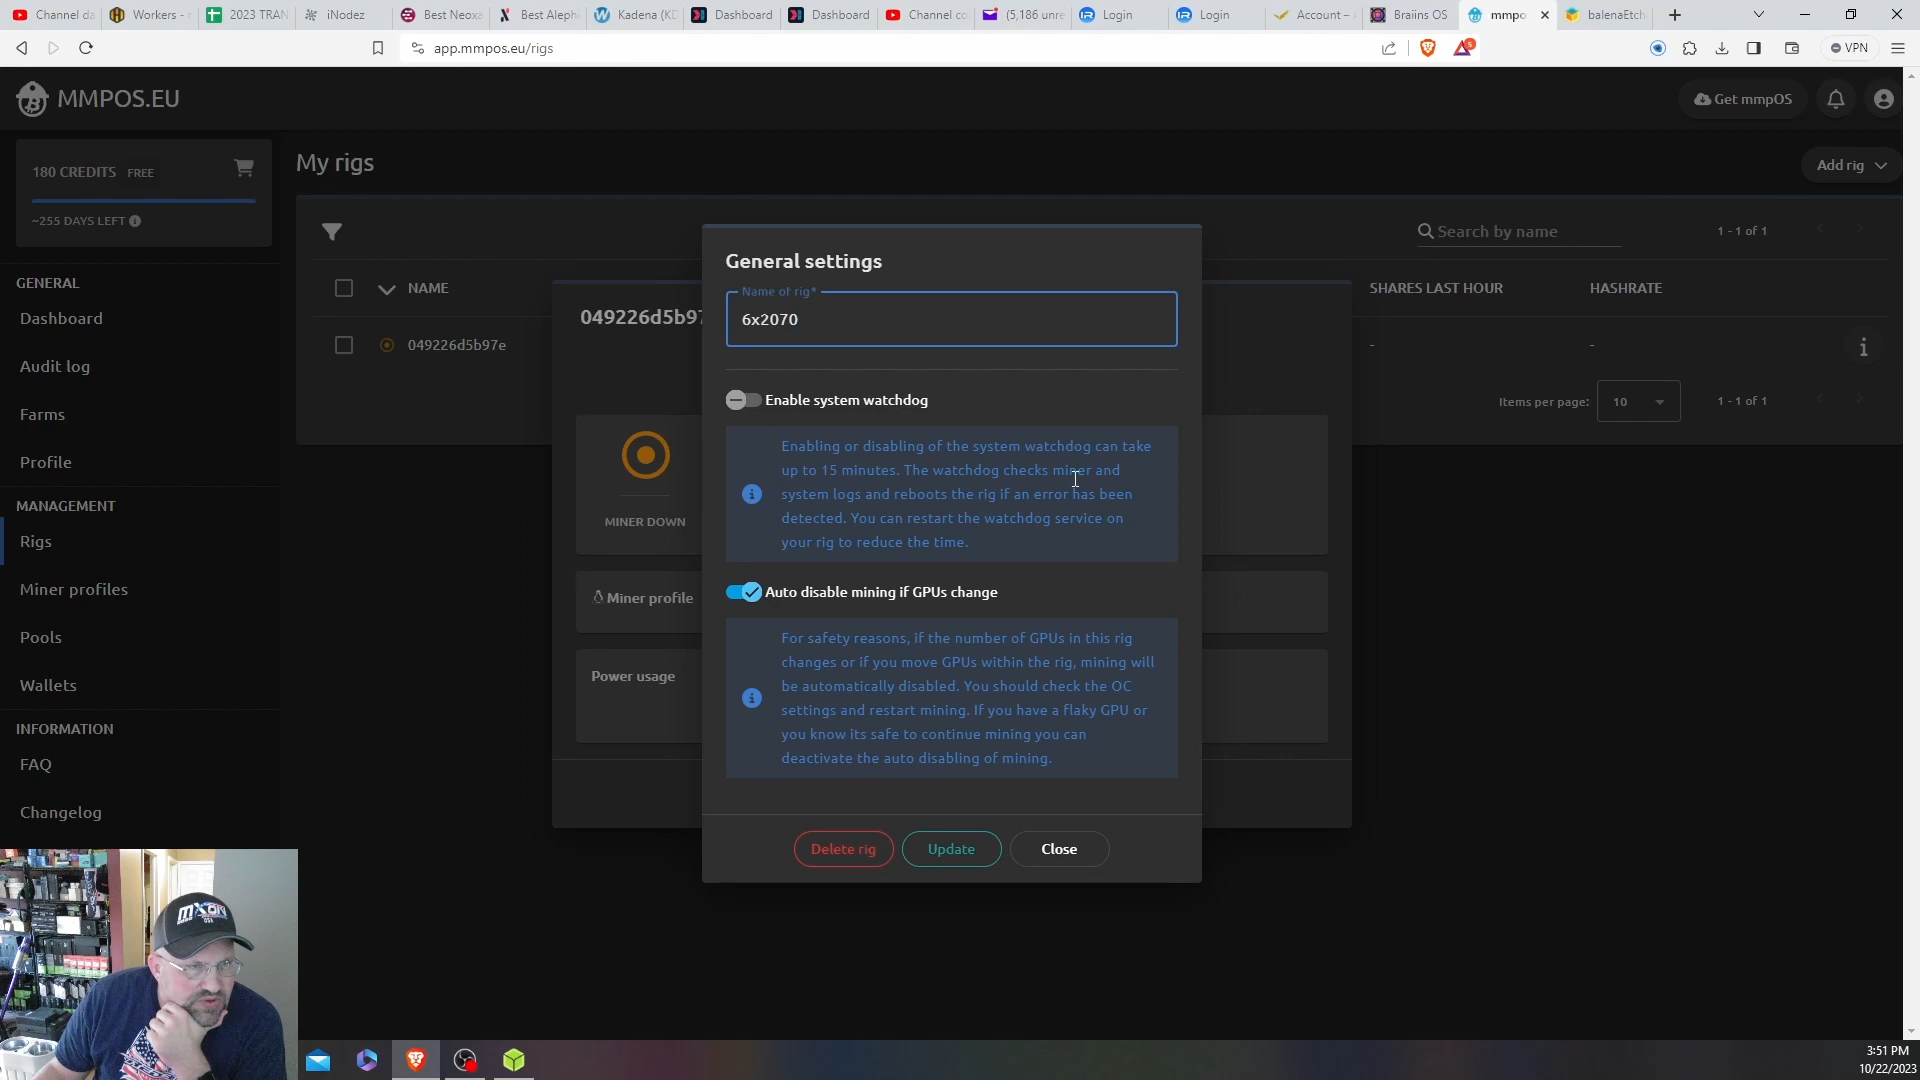 Channel da
Workers - 
2023 TRAN
iNodez
Best Neoxa
Best Aleph
Kadena (KD
Dashboard
Dashboard
Channel co
(5,186 unre
Login
Login
Account –
Braiins OS
mmpo
balenaEtch
app.mmpos.eu/rigs
5
VPN
MMPOS.EU
Get mmpOS
180 CREDITS FREE
~255 DAYS LEFT
My rigs
Add rig
Search by name
1 - 1 of 1
NAME
SHARES LAST HOUR
HASHRATE
049226d5b97e
-
-
Items per page:
10
1 - 1 of 1
GENERAL
Dashboard
Audit log
Farms
Profile
MANAGEMENT
Rigs
Miner profiles
Pools
Wallets
INFORMATION
FAQ
Changelog
049226d5b97
MINER DOWN
Miner profile
Power usage
General settings
Name of rig*
6x2070
Enable system watchdog
Enabling or disabling of the system watchdog can take
up to 15 minutes. The watchdog checks miner and
system logs and reboots the rig if an error has been
detected. You can restart the watchdog service on
your rig to reduce the time.
Auto disable mining if GPUs change
For safety reasons, if the number of GPUs in this rig
changes or if you move GPUs within the rig, mining will
be automatically disabled. You should check the OC
settings and restart mining. If you have a flaky GPU or
you know its safe to continue mining you can
deactivate the auto disabling of mining.
Delete rig
Update
Close
MXON
USA
3:51 PM
10/22/2023